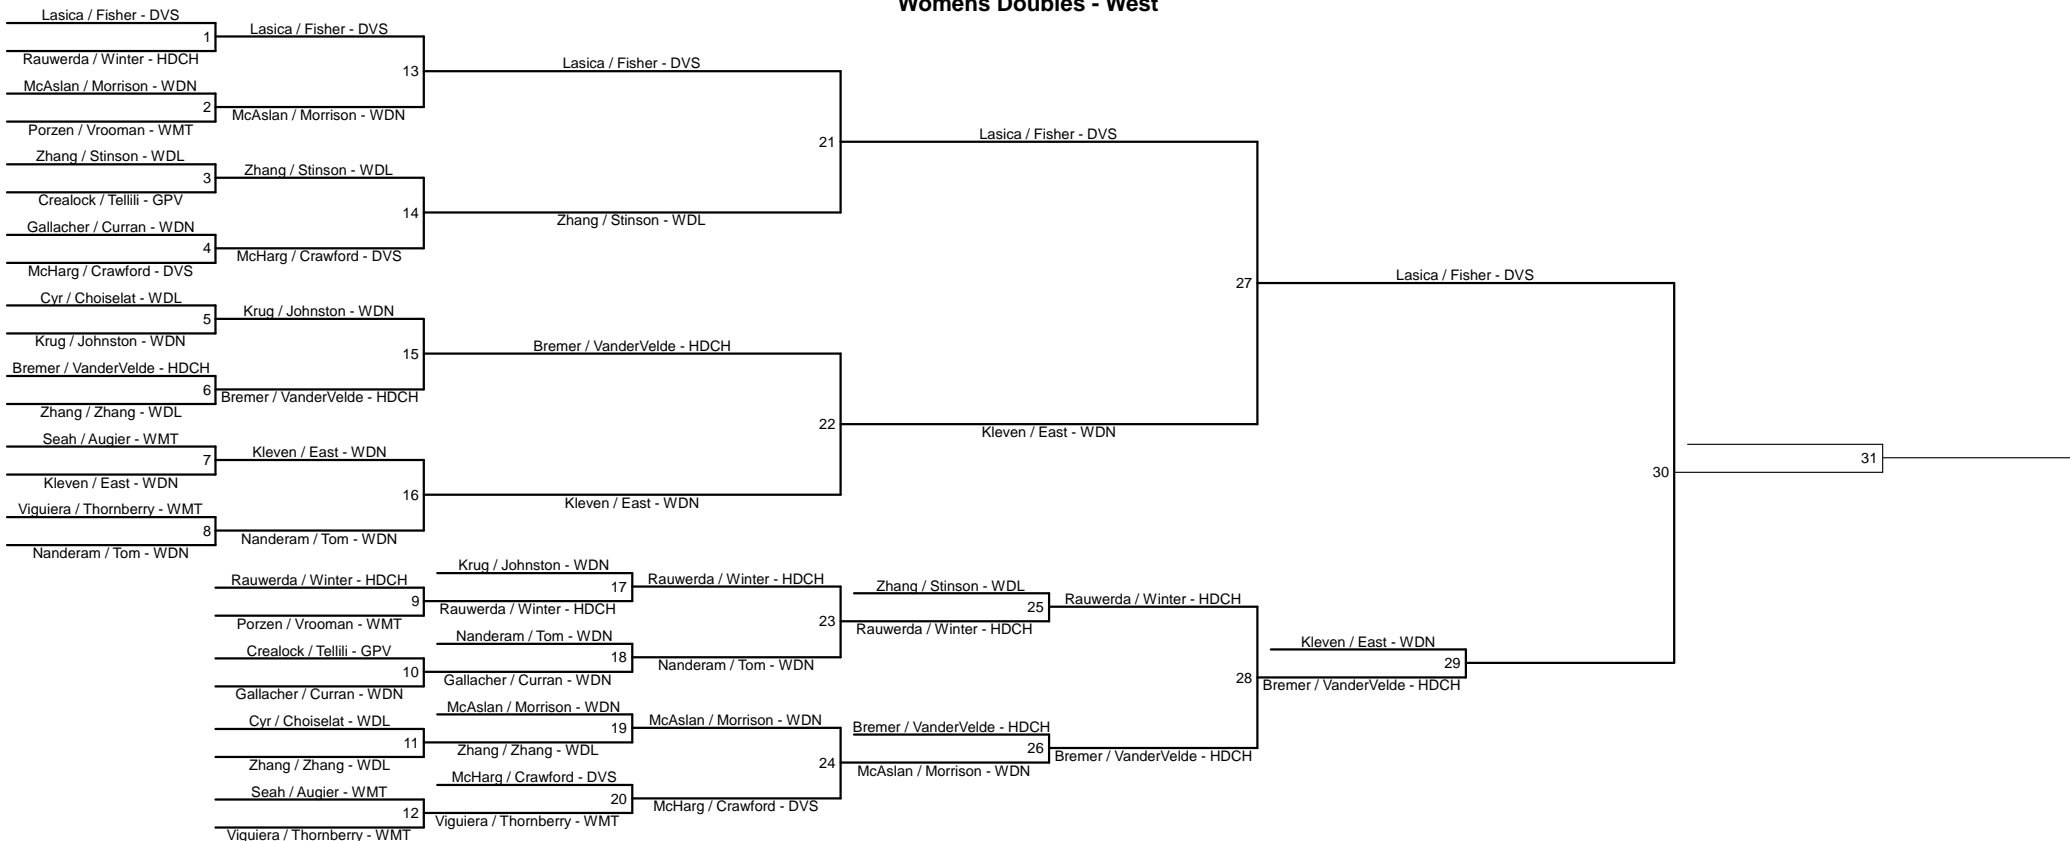 Womens Doubles - West
Lasica / Fisher - DVS
1
Rauwerda / Winter - HDCH
McAslan / Morrison - WDN
2
Porzen / Vrooman - WMT
Zhang / Stinson - WDL
3
Crealock / Tellili - GPV
Gallacher / Curran - WDN
4
McHarg / Crawford - DVS
Cyr / Choiselat - WDL
5
Krug / Johnston - WDN
Bremer / VanderVelde - HDCH
6
Zhang / Zhang - WDL
Seah / Augier - WMT
7
Kleven / East - WDN
Viguiera / Thornberry - WMT
8
Nanderam / Tom - WDN
Lasica / Fisher - DVS
13
McAslan / Morrison - WDN
Zhang / Stinson - WDL
14
McHarg / Crawford - DVS
Krug / Johnston - WDN
15
Bremer / VanderVelde - HDCH
Kleven / East - WDN
16
Nanderam / Tom - WDN
Lasica / Fisher - DVS
21
Zhang / Stinson - WDL
Bremer / VanderVelde - HDCH
22
Kleven / East - WDN
Lasica / Fisher - DVS
27
Kleven / East - WDN
Lasica / Fisher - DVS
30
31
Rauwerda / Winter - HDCH
9
Porzen / Vrooman - WMT
Crealock / Tellili - GPV
10
Gallacher / Curran - WDN
Cyr / Choiselat - WDL
11
Zhang / Zhang - WDL
Seah / Augier - WMT
12
Viguiera / Thornberry - WMT
Krug / Johnston - WDN
17
Rauwerda / Winter - HDCH
Nanderam / Tom - WDN
18
Gallacher / Curran - WDN
McAslan / Morrison - WDN
19
Zhang / Zhang - WDL
McHarg / Crawford - DVS
20
Viguiera / Thornberry - WMT
Rauwerda / Winter - HDCH
23
Nanderam / Tom - WDN
McAslan / Morrison - WDN
24
McHarg / Crawford - DVS
Zhang / Stinson - WDL
25
Rauwerda / Winter - HDCH
Bremer / VanderVelde - HDCH
26
McAslan / Morrison - WDN
Rauwerda / Winter - HDCH
28
Bremer / VanderVelde - HDCH
Kleven / East - WDN
29
Bremer / VanderVelde - HDCH